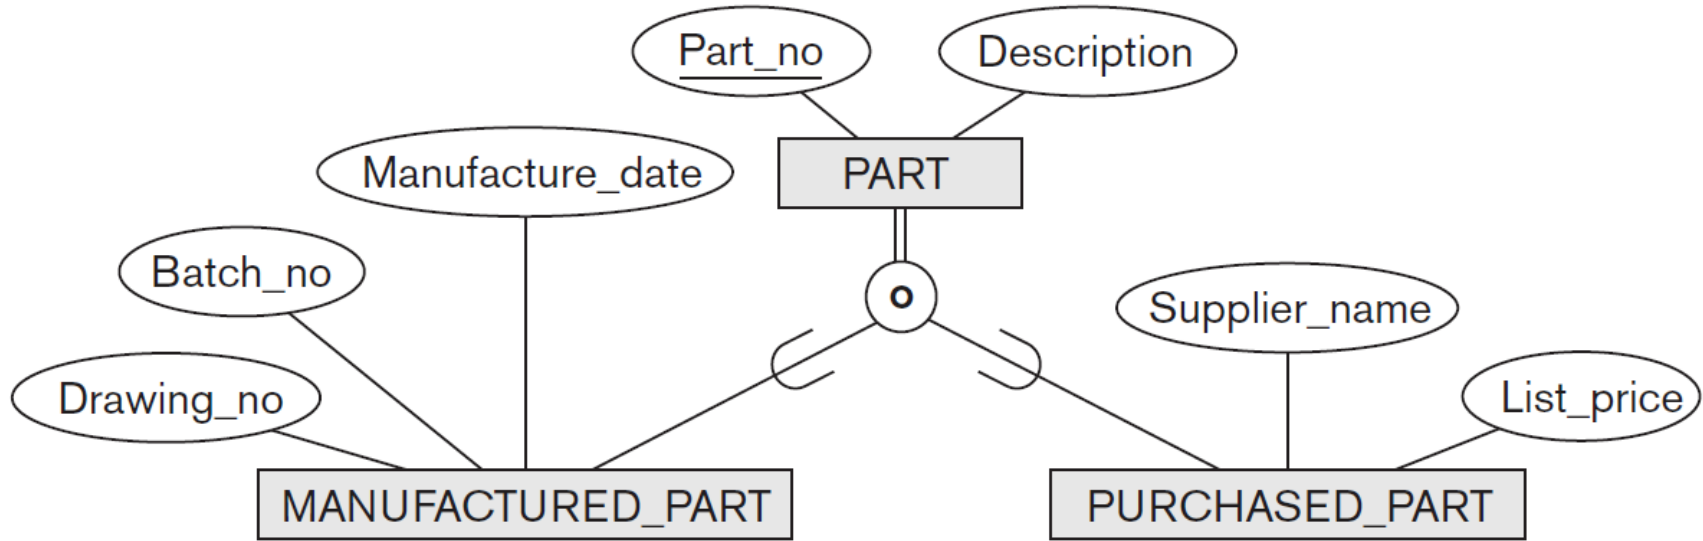 Part_no
Description
PART
Manufacture_date
Batch_no
o
Supplier_name
Drawing_no
List_price
MANUFACTURED_PART
PURCHASED_PART